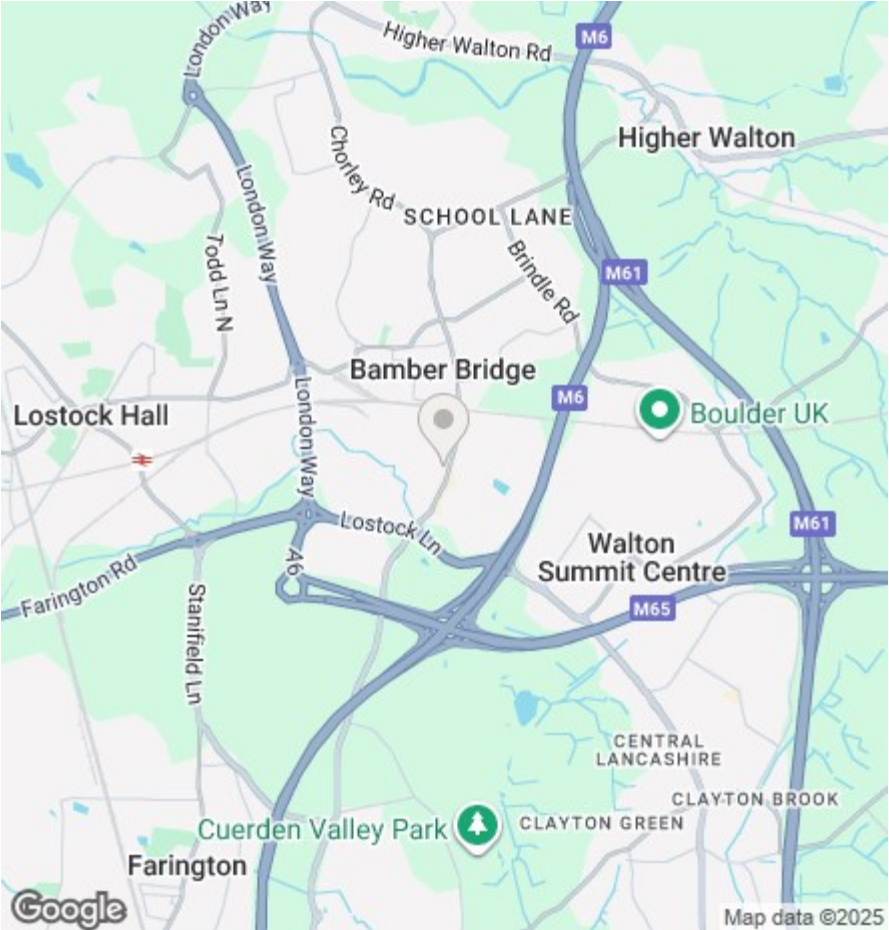 London Way
Higher Walton Rd
M6
Higher Walton
Chorley Rd
SCHOOL LANE
London Way
Todd Ln N
Brindle Rd
M61
Bamber Bridge
M6
Lostock Hall
Boulder UK
London Way
Lostock Ln
M61
Walton
Summit Centre
A6
Farington Rd
M65
Stanifield Ln
CENTRAL
LANCASHIRE
CLAYTON BROOK
Cuerden Valley Park
CLAYTON GREEN
Farington
Google
Map data ©2025